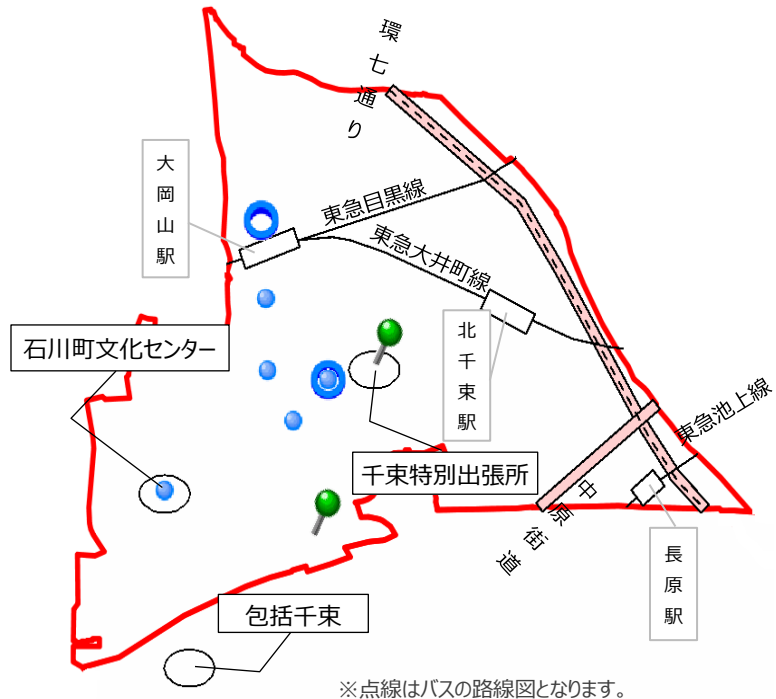 環七通り
大岡山駅
東急目黒線
東急大井町線
北千束駅
石川町文化センター
東急池上線
千束特別出張所
中原街道
長原駅
包括千束
※点線はバスの路線図となります。